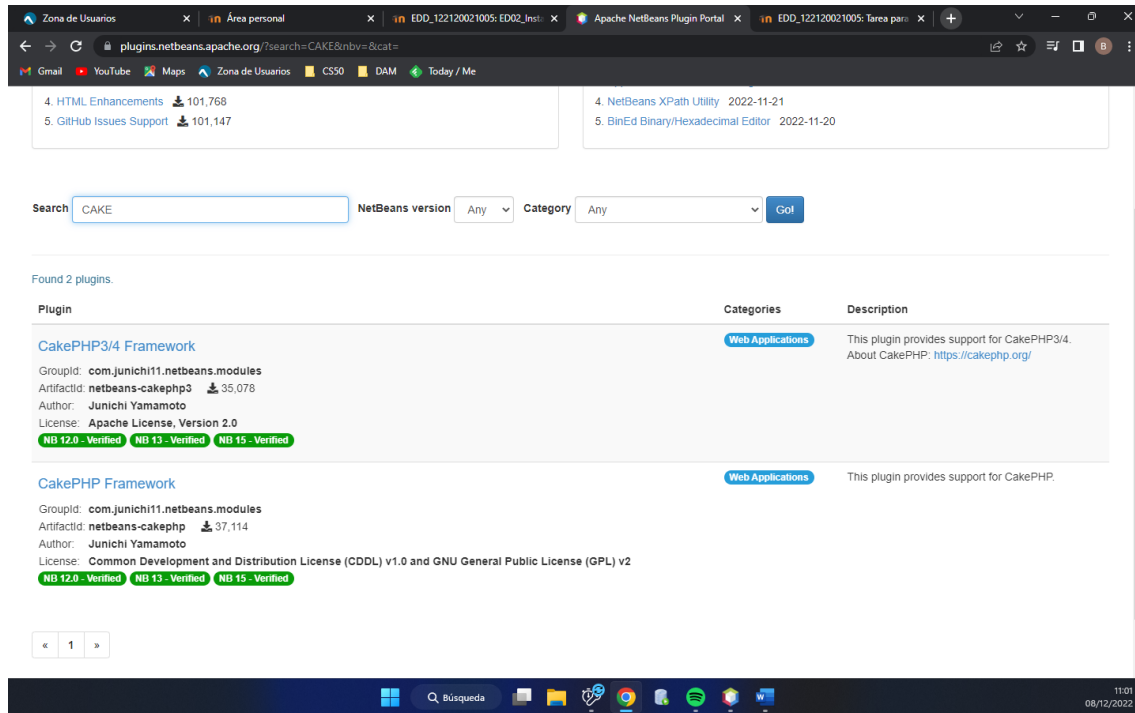 Zona de Usuarios
Área personal
EDD_122120021005: ED02_Insta
Apache NetBeans Plugin Portal
EDD_122120021005: Tarea para
plugins.netbeans.apache.org/?search=CAKE&nbv=&cat=
B
Gmail YouTube Maps Zona de Usuarios CS50 DAM Today / Me
4. HTML Enhancements 101,768
5. GitHub Issues Support 101,147
4. NetBeans XPath Utility 2022-11-21
5. BinEd Binary/Hexadecimal Editor 2022-11-20
Search CAKE NetBeans version Any Category Any Go!
Found 2 plugins.
Plugin Categories Description
CakePHP3/4 Framework
GroupId: com.junichi11.netbeans.modules
ArtifactId: netbeans-cakephp3 35,078
Author: Junichi Yamamoto
License: Apache License, Version 2.0
NB 12.0 - Verified NB 13 - Verified NB 15 - Verified
Web Applications
This plugin provides support for CakePHP3/4.
About CakePHP: https://cakephp.org/
CakePHP Framework
GroupId: com.junichi11.netbeans.modules
ArtifactId: netbeans-cakephp 37,114
Author: Junichi Yamamoto
License: Common Development and Distribution License (CDDL) v1.0 and GNU General Public License (GPL) v2
NB 12.0 - Verified NB 13 - Verified NB 15 - Verified
Web Applications
This plugin provides support for CakePHP.
« 1 »
Búsqueda
W
11:01
08/12/2022